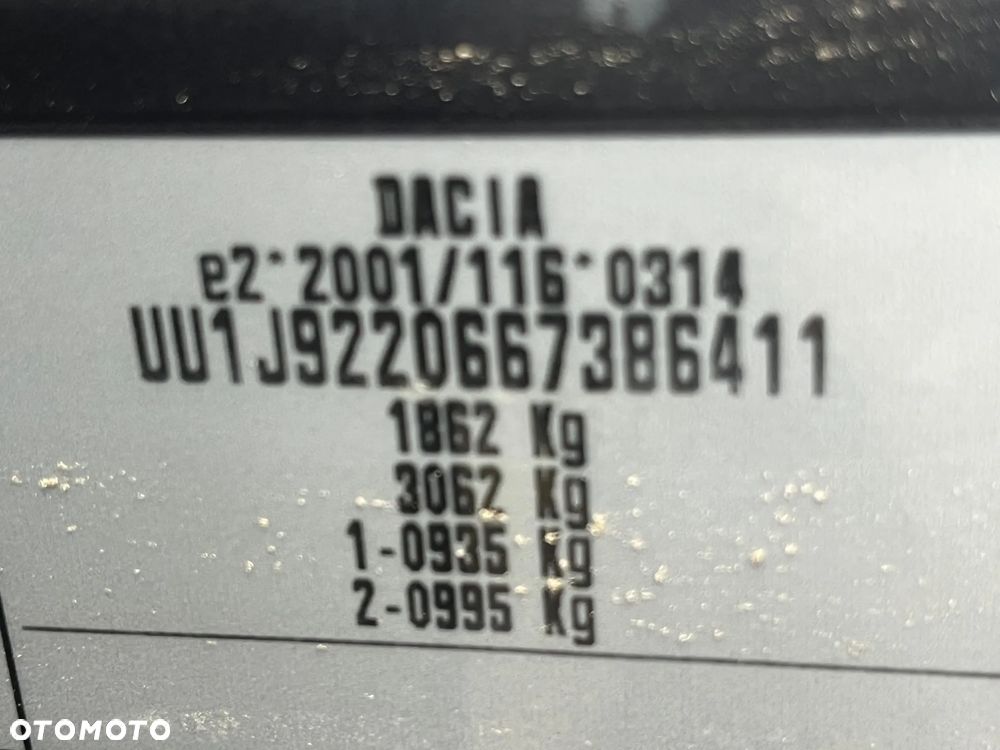 DACIA
e2*2001/116*0314
UU1J9220667386411
1862 Kg
3062 Kg
1-0935 Kg
2-0995 Kg
OTOMOTO